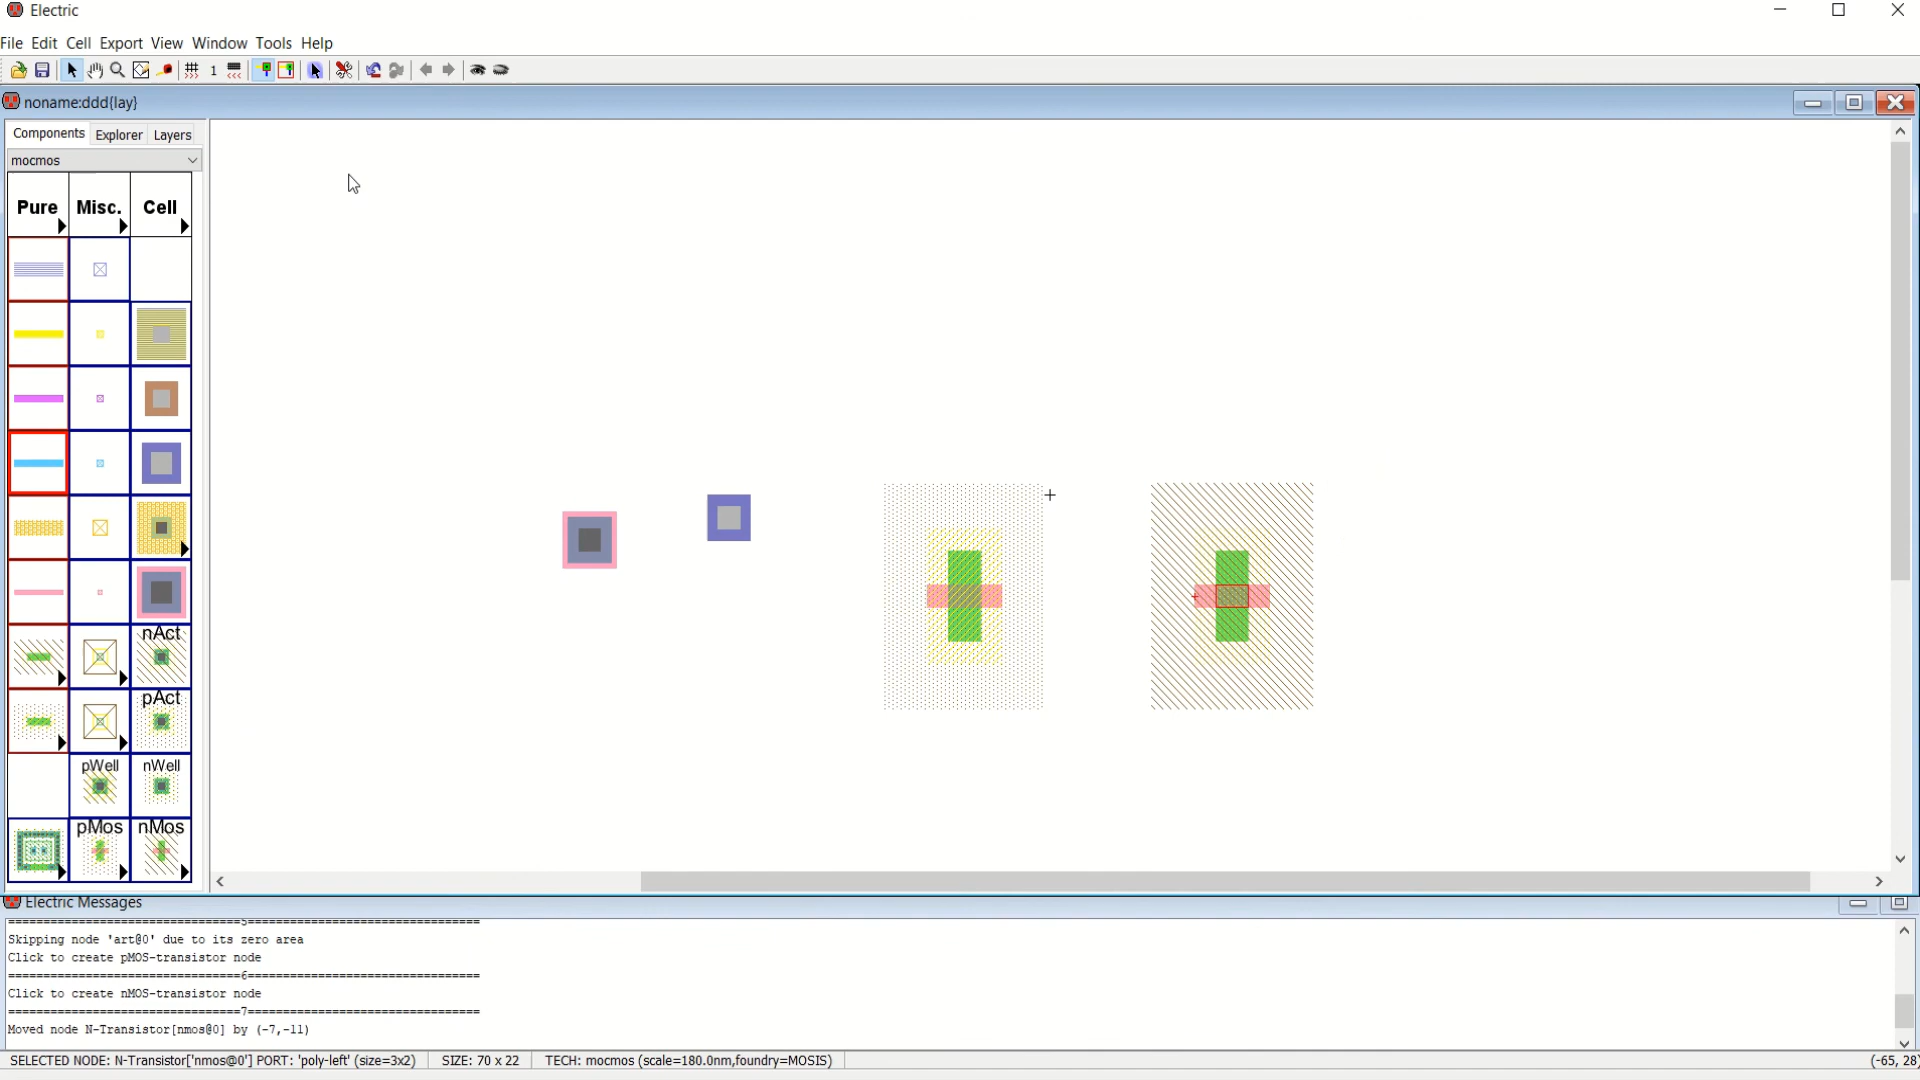 Electric
File Edit Cell Export View Window Tools Help
1
noname:ddd{lay}
Components Explorer Layers
mocmos
Pure Misc. Cell
nAct
pAct
pWell nWell
pMos nMos
Electric Messages
================================5================================
Skipping node 'art@0' due to its zero area
Click to create pMOS-transistor node
================================6================================
Click to create nMOS-transistor node
================================7================================
Moved node N-Transistor[nmos@0] by (-7,-11)
SELECTED NODE: N-Transistor['nmos@0'] PORT: 'poly-left' (size=3x2) SIZE: 70 x 22 TECH: mocmos (scale=180.0nm,foundry=MOSIS) (-65, 28)